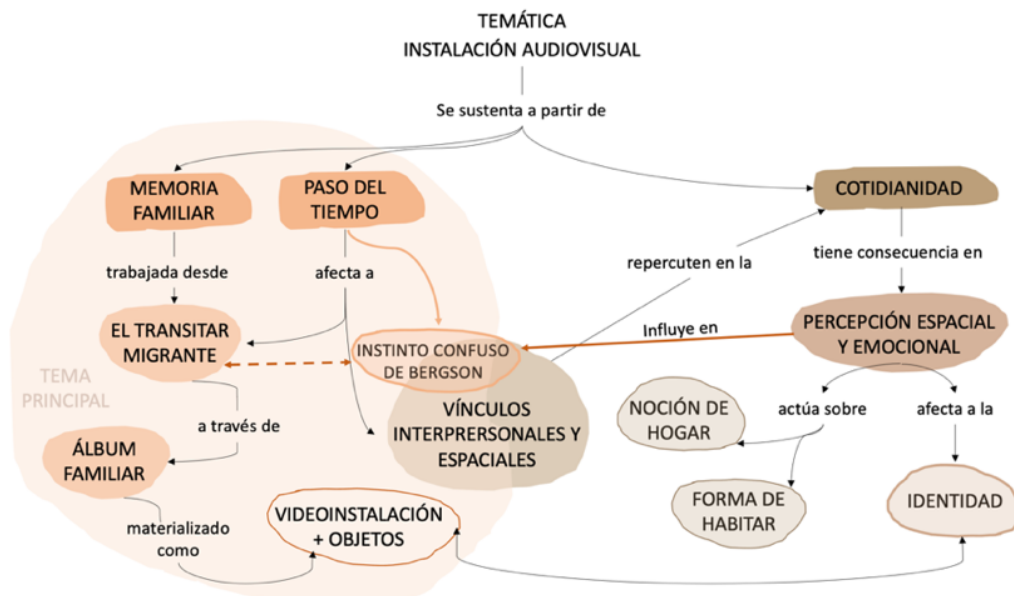 TEMÁTICA
INSTALACIÓN AUDIOVISUAL
Se sustenta a partir de
MEMORIA
FAMILIAR
PASO DEL
TIEMPO
COTIDIANIDAD
trabajada desde
afecta a
repercuten en la
tiene consecuencia en
EL TRANSITAR
MIGRANTE
INSTINTO CONFUSO
DE BERGSON
Influye en
PERCEPCIÓN ESPACIAL
Y EMOCIONAL
TEMA
PRINCIPAL
a través de
VÍNCULOS
INTERPRERSONALES Y
ESPACIALES
NOCIÓN DE
HOGAR
actúa sobre
afecta a la
ÁLBUM
FAMILIAR
FORMA DE
HABITAR
IDENTIDAD
materializado
como
VIDEOINSTALACIÓN
+ OBJETOS